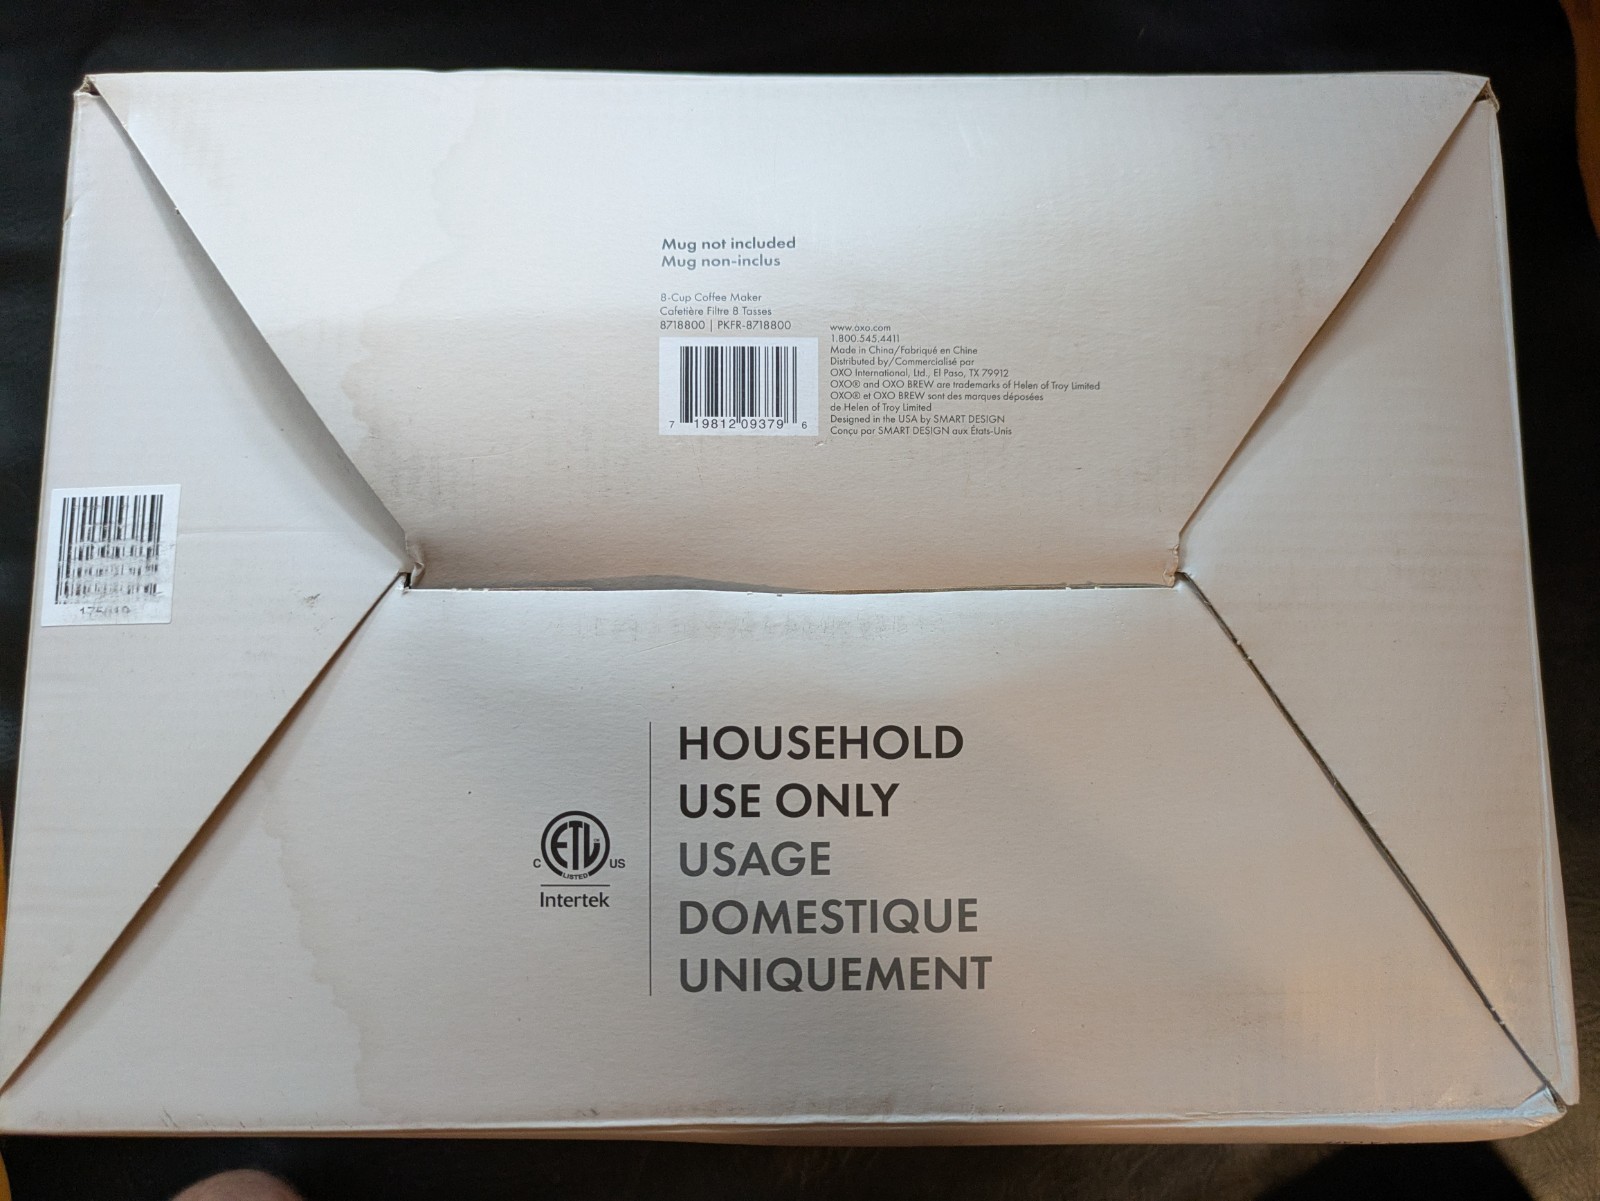 Mug not included
Mug non-inclus
8-Cup Coffee Maker
Cafetière Filtre 8 Tasses
8718800 | PKFR-8718800
7 19812 09379 6
www.oxo.com
1.800.545.4411
Made in China/Fabriqué en Chine
Distributed by/Commercialisé par
OXO International, Ltd., El Paso, TX 79912
OXO® and OXO BREW are trademarks of Helen of Troy Limited
OXO® et OXO BREW sont des marques déposées
de Helen of Troy Limited
Designed in the USA by SMART DESIGN
Conçu par SMART DESIGN aux États-Unis
HOUSEHOLD
USE ONLY
USAGE
DOMESTIQUE
UNIQUEMENT
C ETL US
LISTED
Intertek